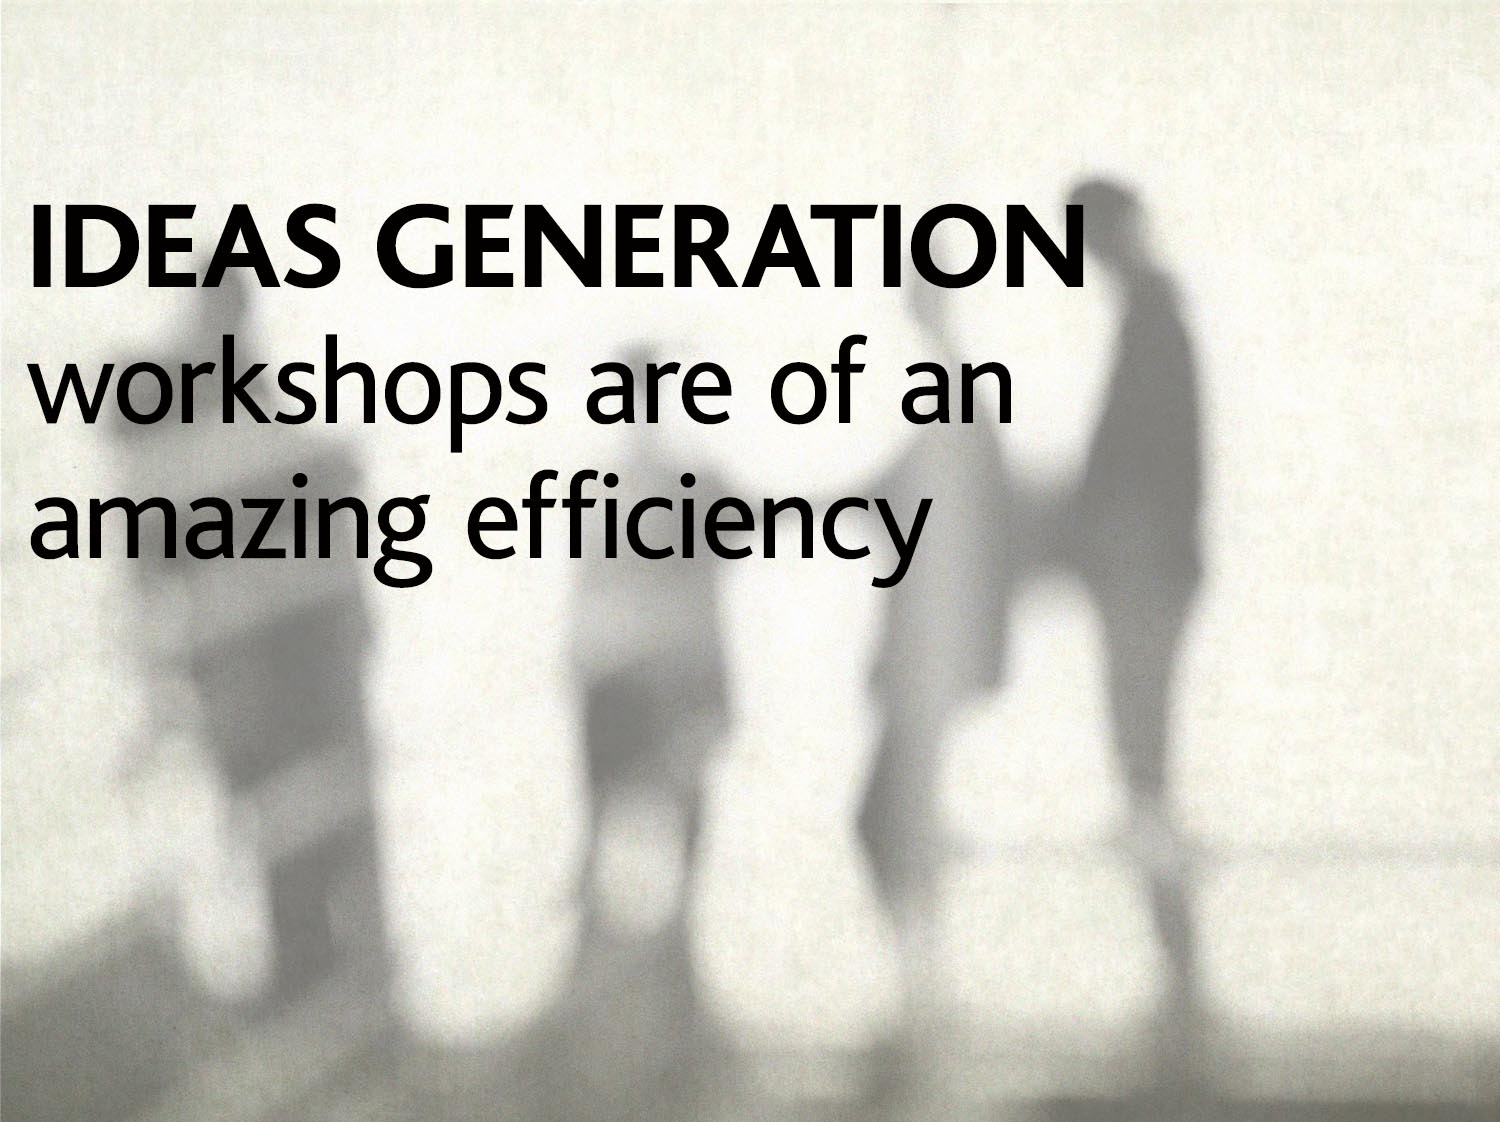 IDEAS GENERATION
workshops are of an
amazing efficiency